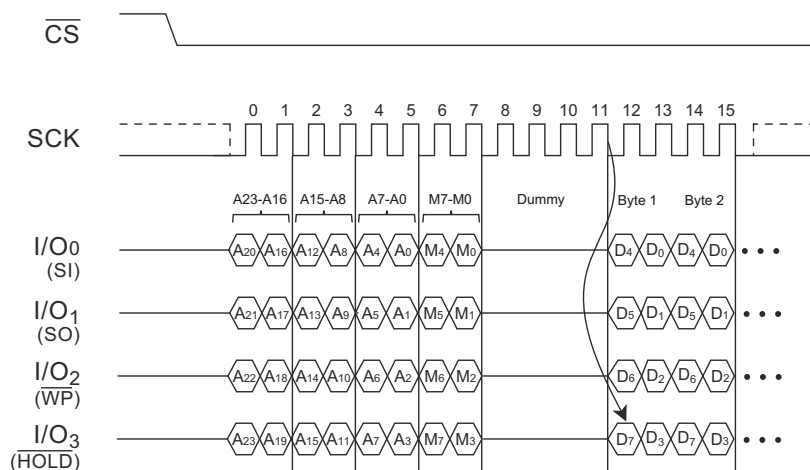 CS
0 1 2 3 4 5 6 7 8 9 10 11 12 13 14 15
SCK
A23-A16 A15-A8 A7-A0 M7-M0 Dummy Byte 1 Byte 2
I/O0 A20 A16 A12 A8 A4 A0 M4 M0 D4 D0 D4 D0 • • •
(SI)
I/O1 A21 A17 A13 A9 A5 A1 M5 M1 D5 D1 D5 D1 • • •
(SO)
I/O2 A22 A18 A14 A10 A6 A2 M6 M2 D6 D2 D6 D2 • • •
(WP)
I/O3 A23 A19 A15 A11 A7 A3 M7 M3 D7 D3 D7 D3 • • •
(HOLD)